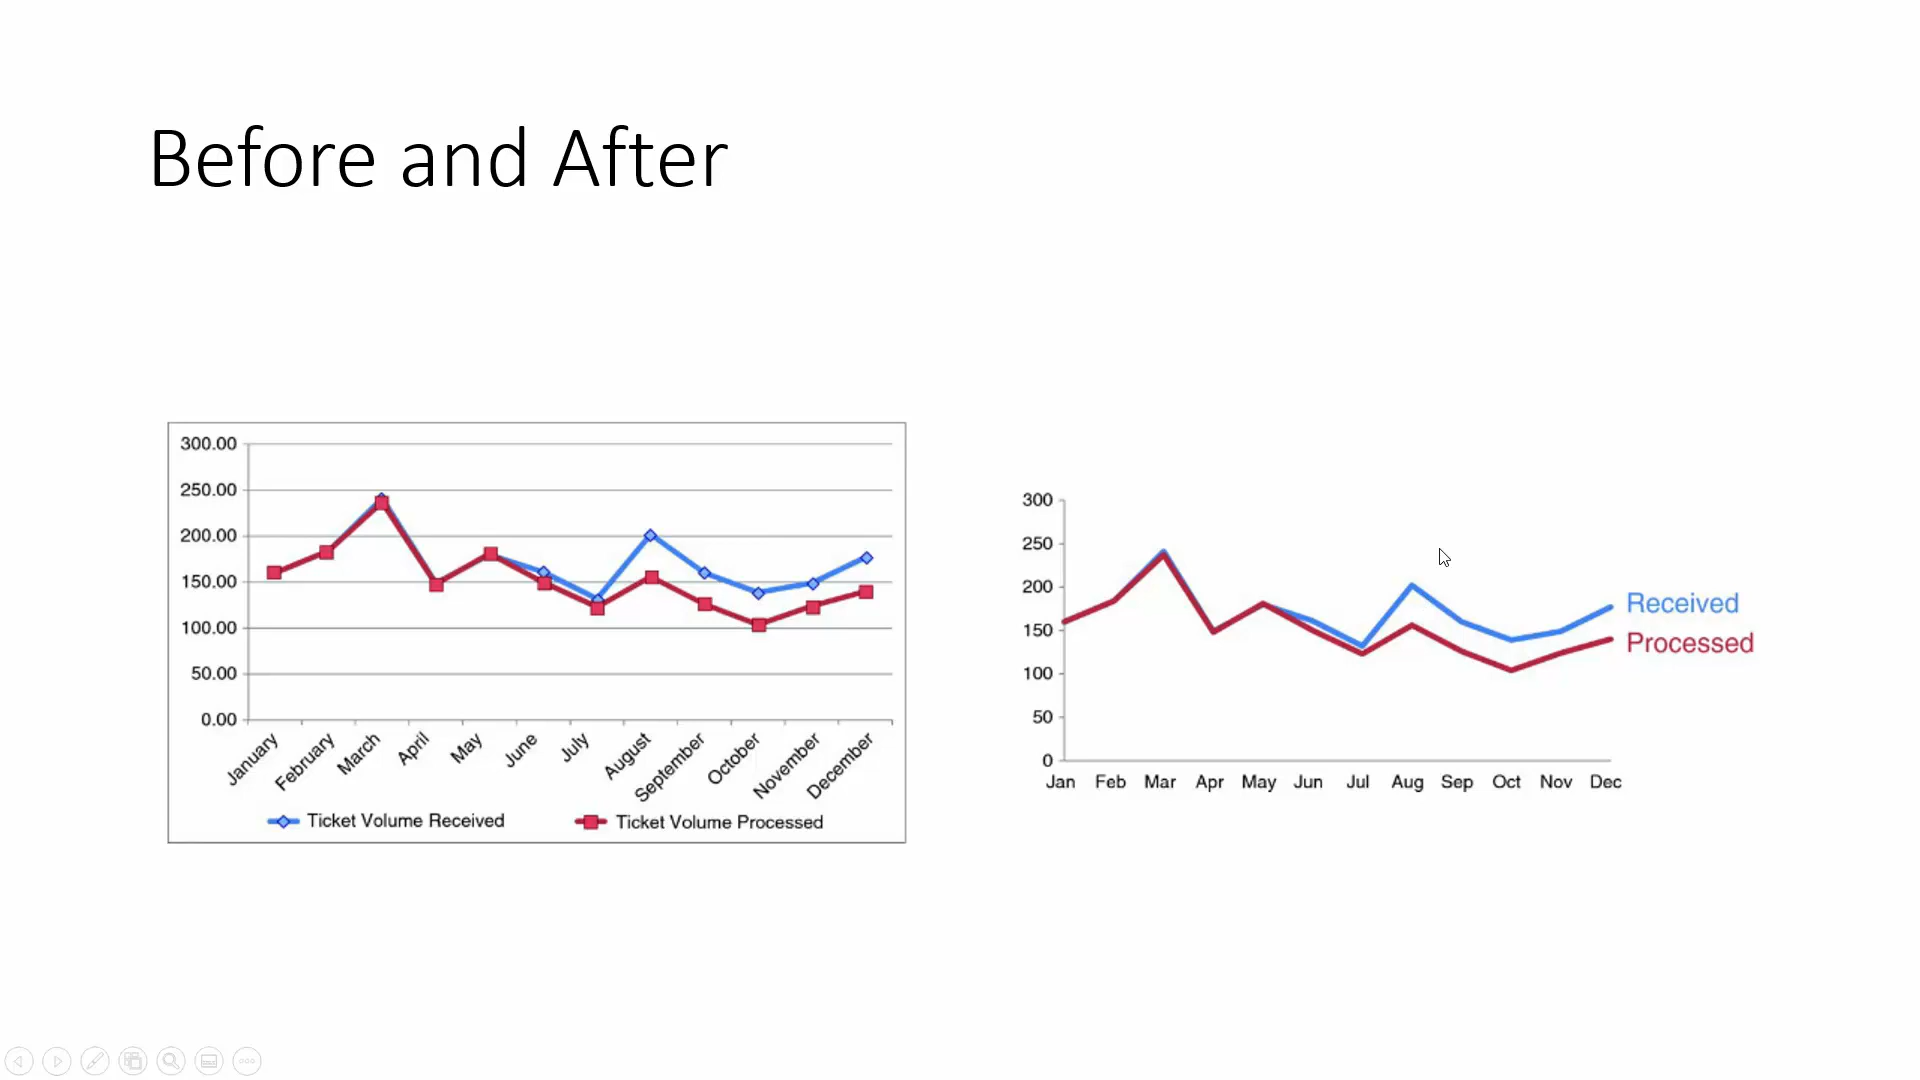 Before and After
300.00
250.00
200.00
150.00
100.00
50.00
0.00
January February March April May June July August September October November December
Ticket Volume Received Ticket Volume Processed
300
250
200
150
100
50
0
Jan Feb Mar Apr May Jun Jul Aug Sep Oct Nov Dec
Received
Processed